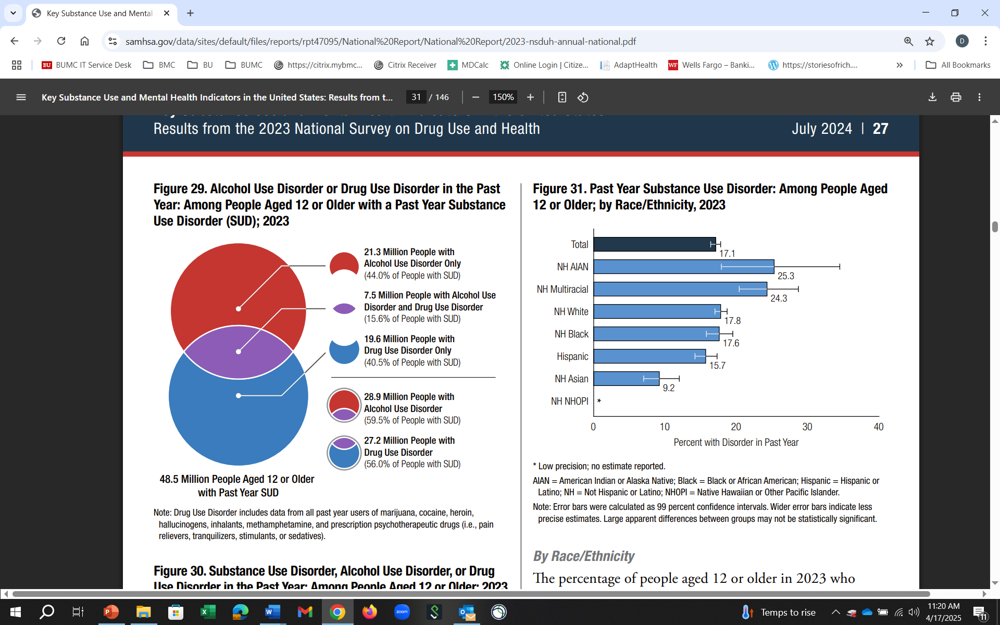 Key Substance Use and Mental
samhsa.gov/data/sites/default/files/reports/rpt47095/National%20Report/National%20Report/2023-nsduh-annual-national.pdf
D
BU BUMC IT Service Desk BMC BU BUMC https://citrix.mybmc... Citrix Receiver MDCalc Online Login | Citize... AdaptHealth WF Wells Fargo – Banki... https://storiesofrich.... All Bookmarks
Key Substance Use and Mental Health Indicators in the United States: Results from t... 31 / 146 150%
Results from the 2023 National Survey on Drug Use and Health
July 2024 | 27
Figure 29. Alcohol Use Disorder or Drug Use Disorder in the Past
Year: Among People Aged 12 or Older with a Past Year Substance
Use Disorder (SUD); 2023
21.3 Million People with
Alcohol Use Disorder Only
(44.0% of People with SUD)
7.5 Million People with Alcohol Use
Disorder and Drug Use Disorder
(15.6% of People with SUD)
19.6 Million People with
Drug Use Disorder Only
(40.5% of People with SUD)
28.9 Million People with
Alcohol Use Disorder
(59.5% of People with SUD)
27.2 Million People with
Drug Use Disorder
(56.0% of People with SUD)
48.5 Million People Aged 12 or Older
with Past Year SUD
Note: Drug Use Disorder includes data from all past year users of marijuana, cocaine, heroin,
hallucinogens, inhalants, methamphetamine, and prescription psychotherapeutic drugs (i.e., pain
relievers, tranquilizers, stimulants, or sedatives).
Figure 30. Substance Use Disorder, Alcohol Use Disorder, or Drug
Use Disorder in the Past Year: Among People Aged 12 or Older; 2023
Figure 31. Past Year Substance Use Disorder: Among People Aged
12 or Older; by Race/Ethnicity, 2023
Total 17.1
NH AIAN 25.3
NH Multiracial 24.3
NH White 17.8
NH Black 17.6
Hispanic 15.7
NH Asian 9.2
NH NHOPI *
0 10 20 30 40
Percent with Disorder in Past Year
* Low precision; no estimate reported.
AIAN = American Indian or Alaska Native; Black = Black or African American; Hispanic = Hispanic or
Latino; NH = Not Hispanic or Latino; NHOPI = Native Hawaiian or Other Pacific Islander.
Note: Error bars were calculated as 99 percent confidence intervals. Wider error bars indicate less
precise estimates. Large apparent differences between groups may not be statistically significant.
By Race/Ethnicity
The percentage of people aged 12 or older in 2023 who
zoom
Temps to rise
11:20 AM
4/17/2025
11